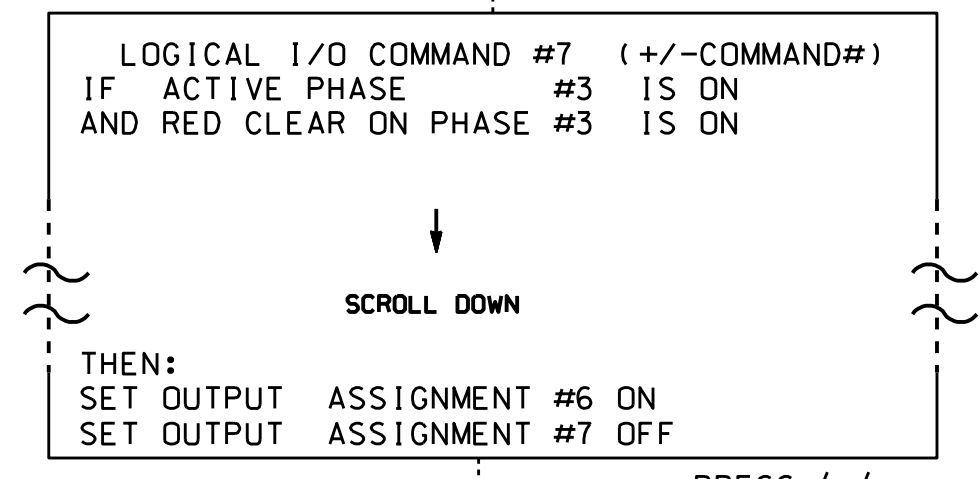 LOGICAL I/O COMMAND #7 (+/-COMMAND#)
IF ACTIVE PHASE #3 IS ON
AND RED CLEAR ON PHASE #3 IS ON
SCROLL DOWN
THEN:
SET OUTPUT ASSIGNMENT #6 ON
SET OUTPUT ASSIGNMENT #7 OFF